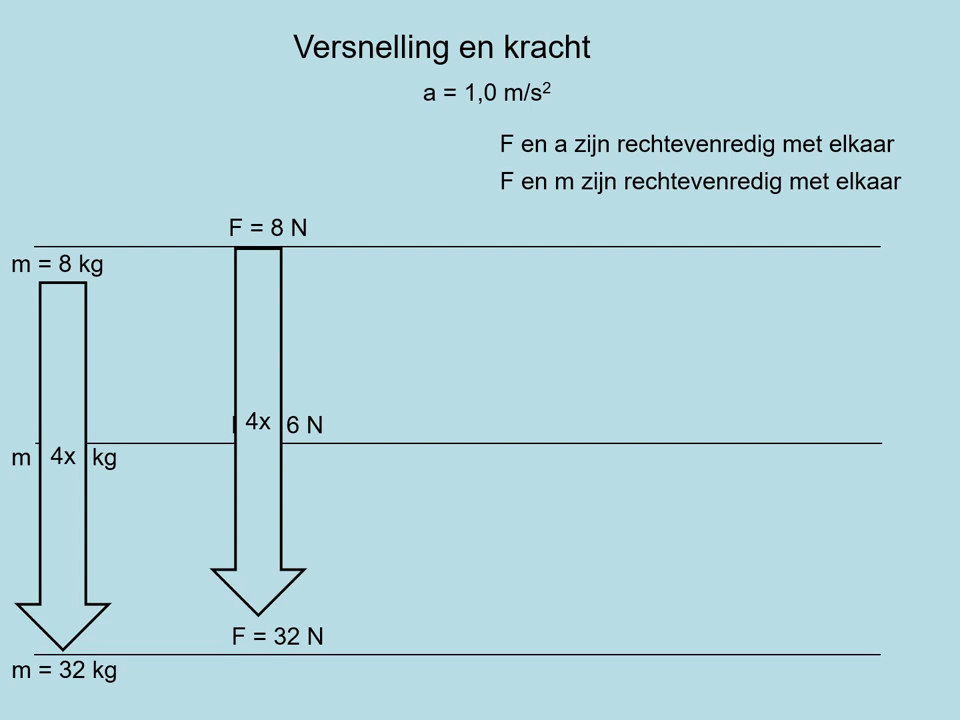 Versnelling en kracht
a = 1,0 m/s²
F en a zijn rechtevenredig met elkaar
F en m zijn rechtevenredig met elkaar
F = 8 N
m = 8 kg
4x
6 N
m
4x
kg
F = 32 N
m = 32 kg